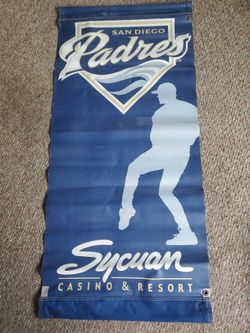 SAN DIEGO
Padres
Sycuan
CASINO & RESORT